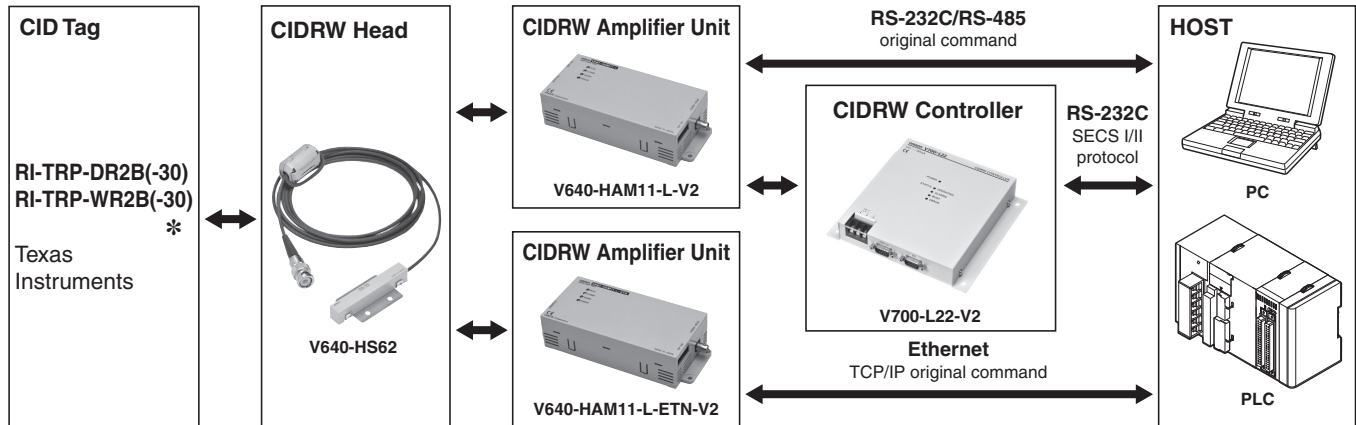 CID Tag
RI-TRP-DR2B(-30)
RI-TRP-WR2B(-30)
*
Texas
Instruments
CIDRW Head
V640-HS62
CIDRW Amplifier Unit
V640-HAM11-L-V2
CIDRW Amplifier Unit
V640-HAM11-L-ETN-V2
RS-232C/RS-485
original command
CIDRW Controller
V700-L22-V2
RS-232C
SECS I/II
protocol
Ethernet
TCP/IP original command
HOST
PC
PLC